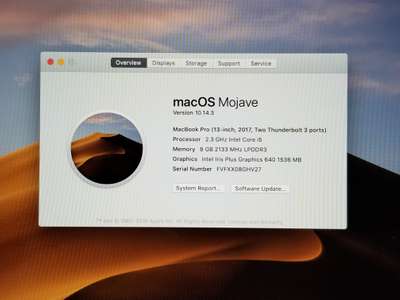 Overview Displays Storage Support Service
macOS Mojave
Version 10.14.3
MacBook Pro (13-inch, 2017, Two Thunderbolt 3 ports)
Processor 2.3 GHz Intel Core i5
Memory 8 GB 2133 MHz LPDDR3
Graphics Intel Iris Plus Graphics 640 1536 MB
Serial Number
System Report... Software Update...